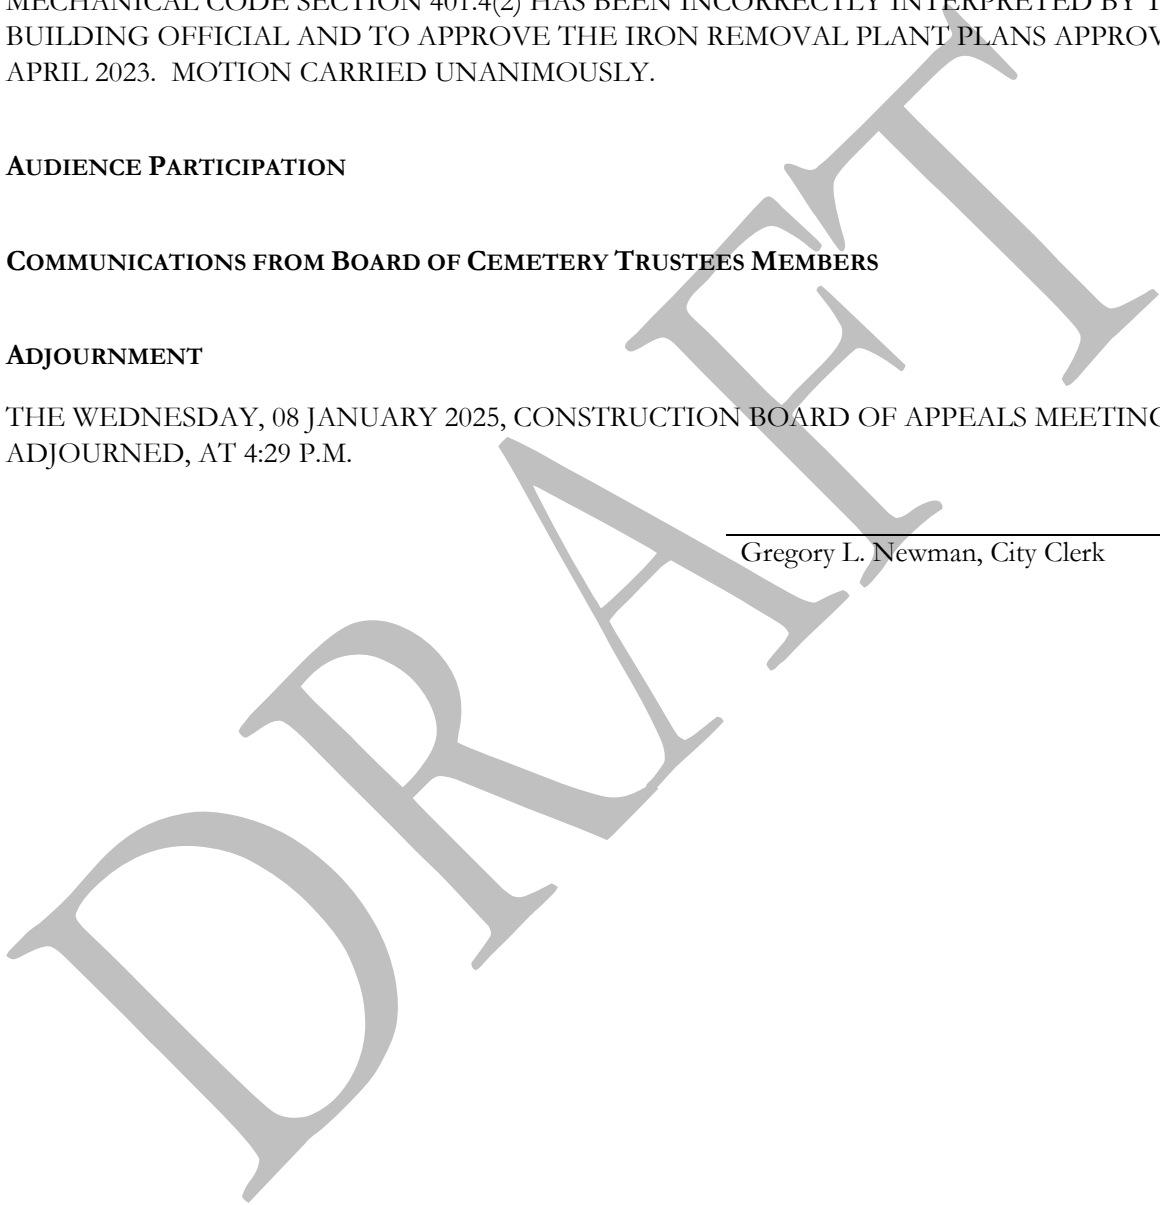 MECHANICAL CODE SECTION 401.4(2) HAS BEEN INCORRECTLY INTERPRETED BY
BUILDING OFFICIAL AND TO APPROVE THE IRON REMOVAL PLANT PLANS
APRIL 2023. MOTION CARRIED UNANIMOUSLY.
AUDIENCE PARTICIPATION
COMMUNICATIONS FROM BOARD OF CEMETERY TRUSTEES MEMBERS
ADJOURNMENT
THE WEDNESDAY, 08 JANUARY 2025, CONSTRUCTION BOARD OF APPEALS MEETING
ADJOURNED, AT 4:29 P.M.
Gregory L. Newman, City Clerk
DRAFT